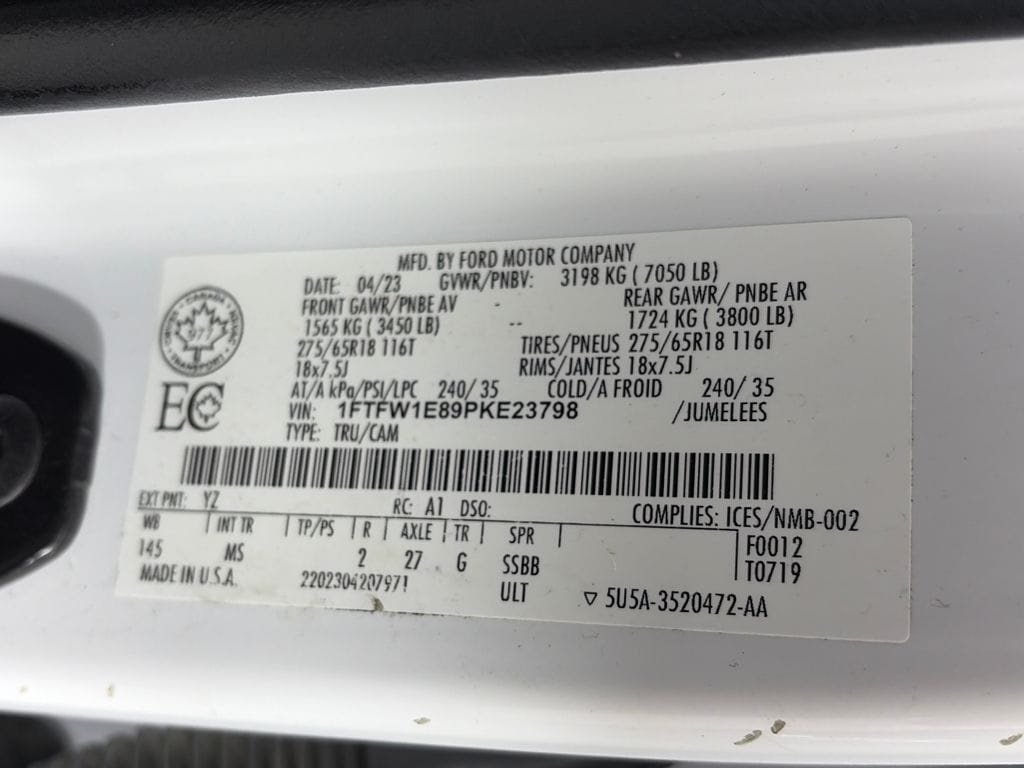 MFD. BY FORD MOTOR COMPANY
DATE: 04/23 GVWR/PNBV: 3198 KG ( 7050 LB)
FRONT GAWR/PNBE AV - REAR GAWR/ PNBE AR
1565 KG ( 3450 LB) -- 1724 KG ( 3800 LB)
275/65R18 116T TIRES/PNEUS 275/65R18 116T
18x7.5J RIMS/JANTES 18x7.5J
AT/A kPa/PSI/LPC 240/ 35 COLD/A FROID 240/ 35
VIN: 1FTFW1E89PKE23798 /JUMELEES
TYPE: TRU/CAM
CANADA
977
TRANSPORT
EC
EXT PNT: YZ RC: A1 DSO: COMPLIES: ICES/NMB-002
WB INT TR TP/PS R AXLE TR SPR F0012
145 MS 2 27 G SSBB T0719
MADE IN U.S.A. 2202304207971 ULT ▽ 5U5A-3520472-AA